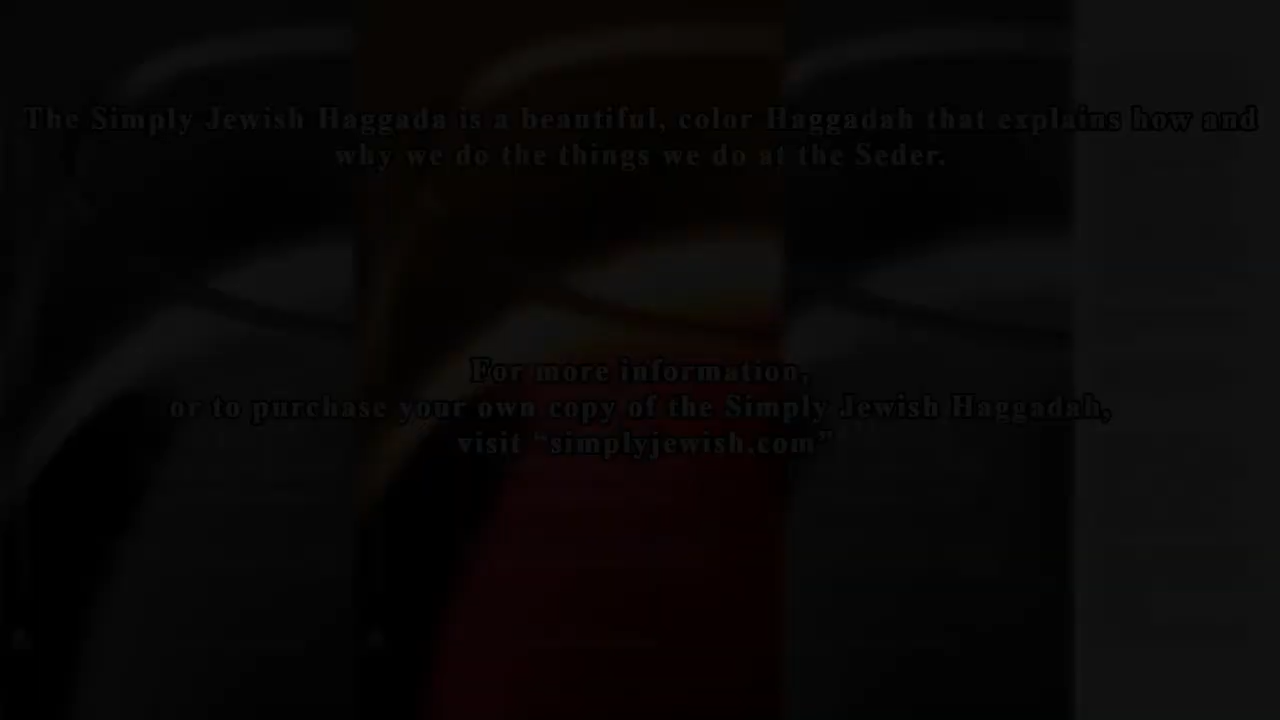 The Simply Jewish Haggada is a beautiful, color Haggadah that explains how and
why we do the things we do at the Seder.
For more information,
or to purchase your own copy of the Simply Jewish Haggadah,
visit “simplyjewish.com”